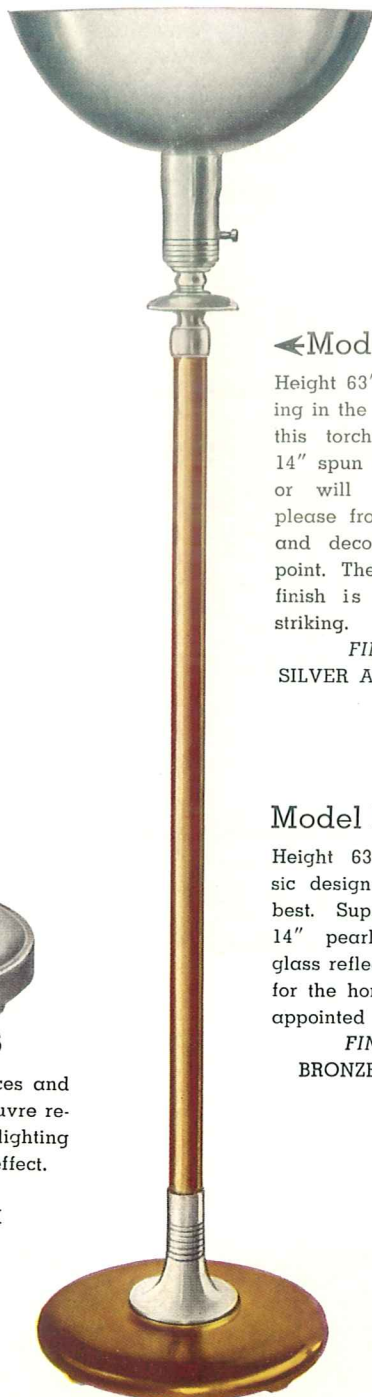 Mod
Height 63"
ing in the
this torch
14" spun
or will
please fro
and deco
point. The
finish is
striking.
SILVER A
Model
Height 63
sic design
best. Sup
14" pearl
glass refle
for the hor
appointed
FIN
BRONZE
ces and
uvre re-
lighting
effect.